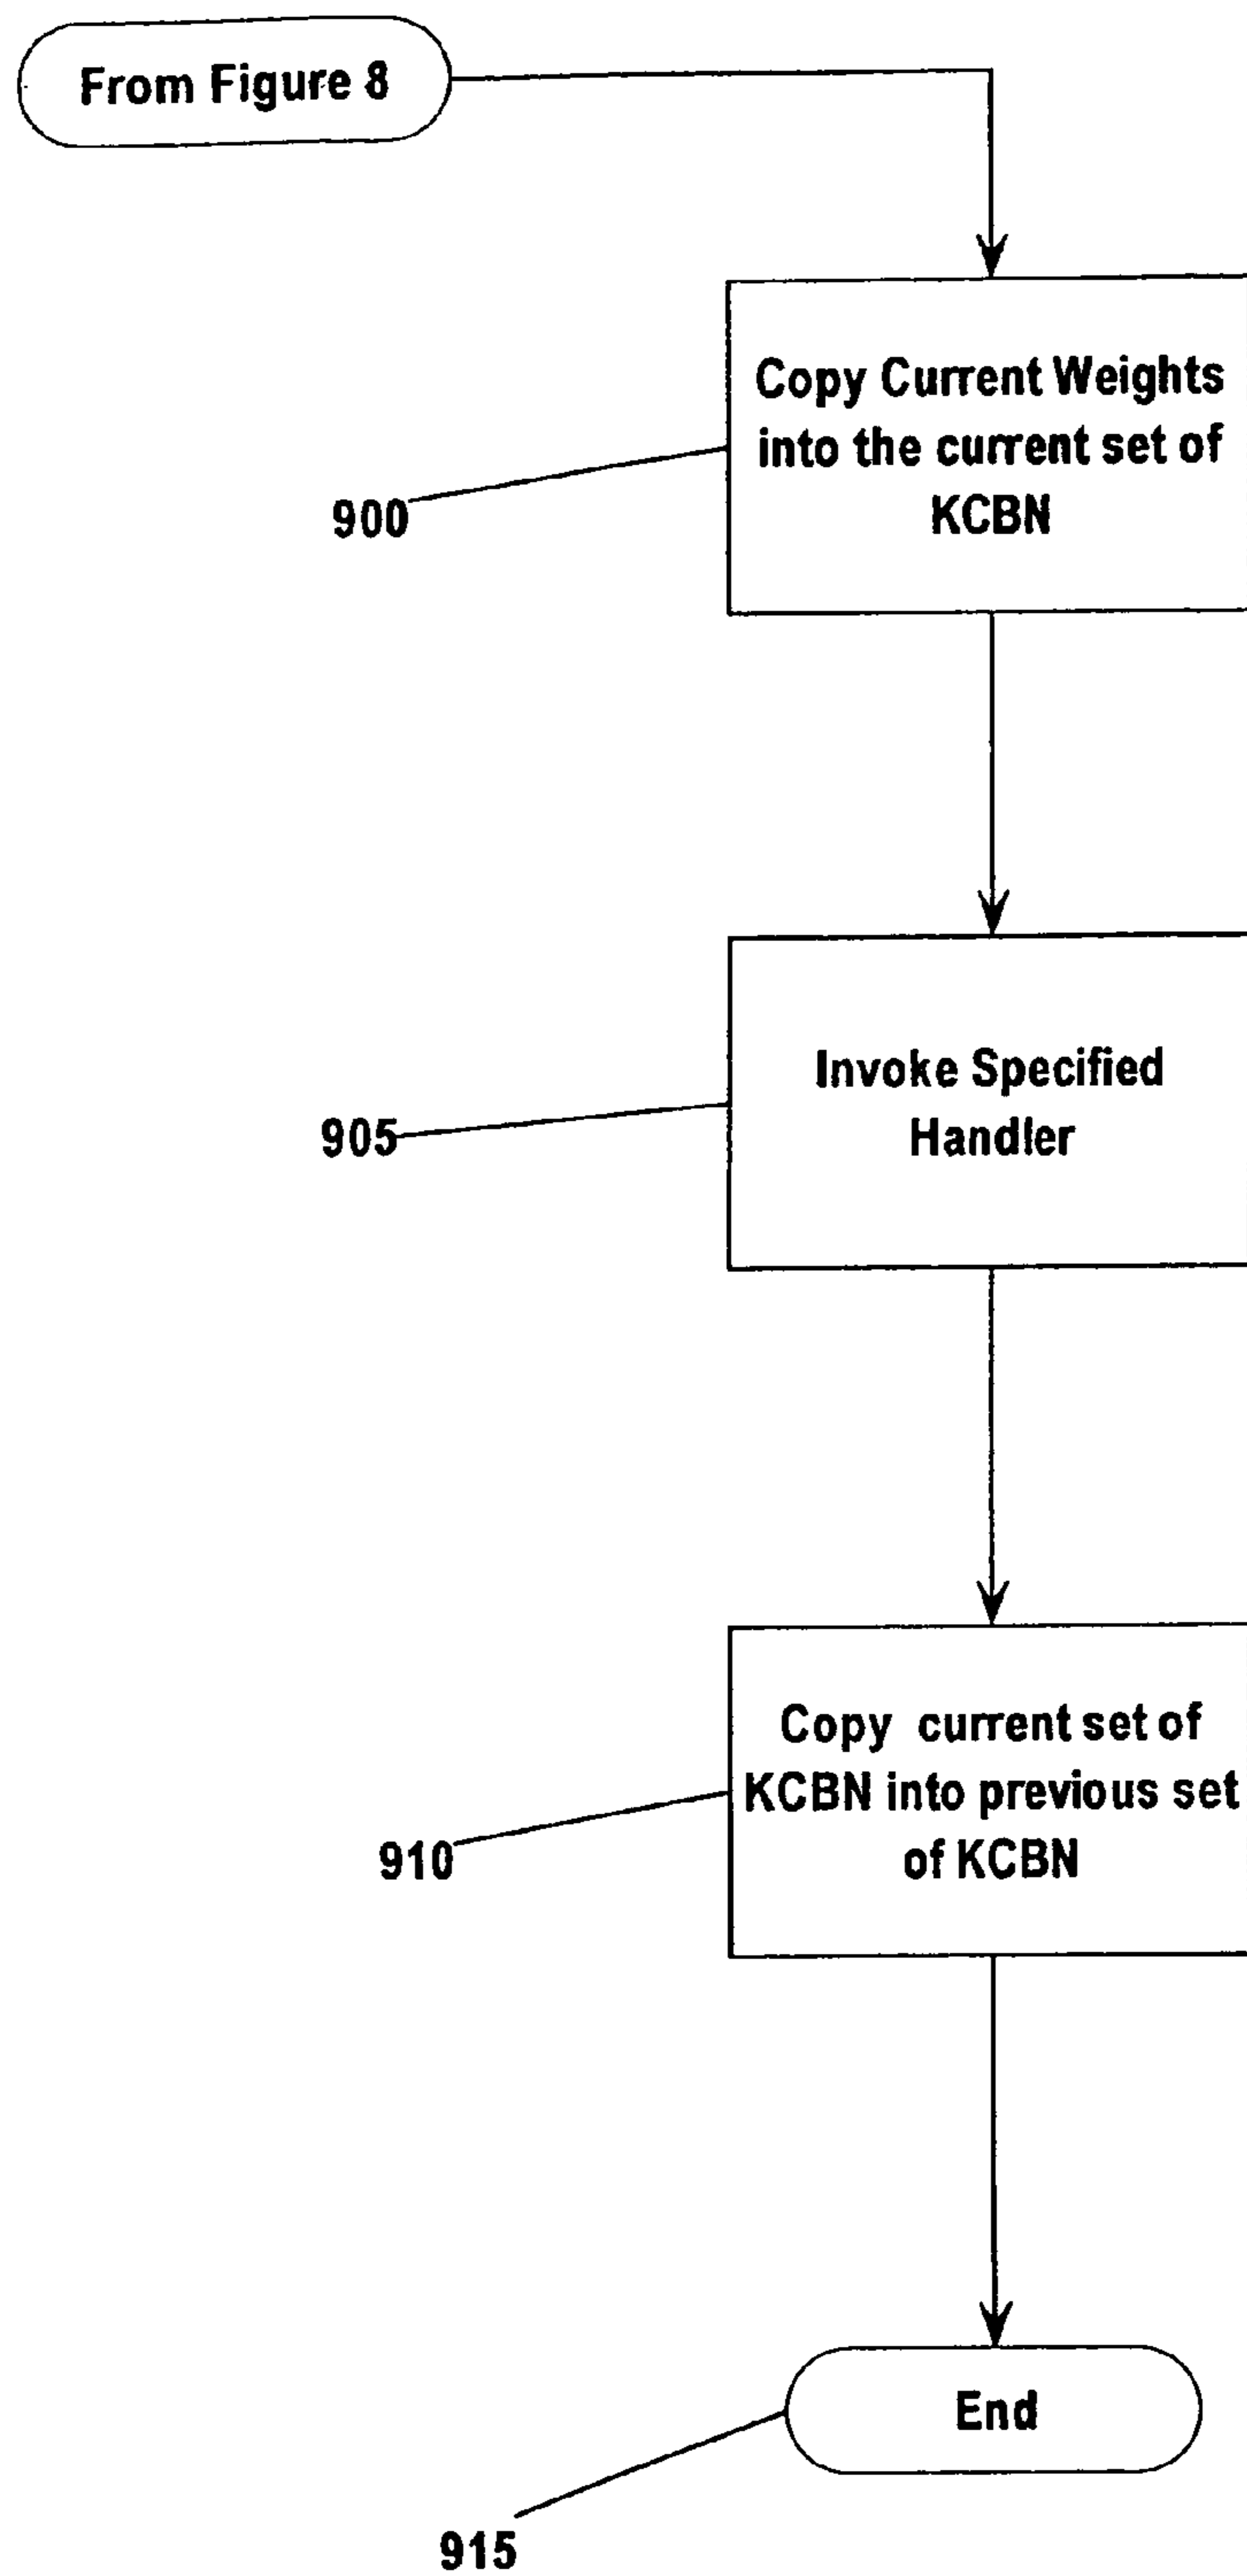 From Figure 8
Copy Current Weights
into the current set of
KCBN
900
Invoke Specified
Handler
905
Copy current set of
KCBN into previous set
of KCBN
910
End
915